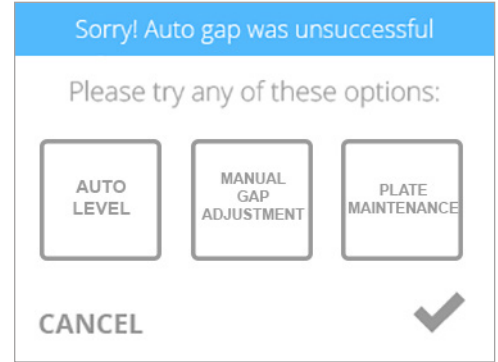 Sorry! Auto gap was unsuccessful
Please try any of these options:
AUTO
LEVEL
MANUAL
GAP
ADJUSTMENT
PLATE
MAINTENANCE
CANCEL